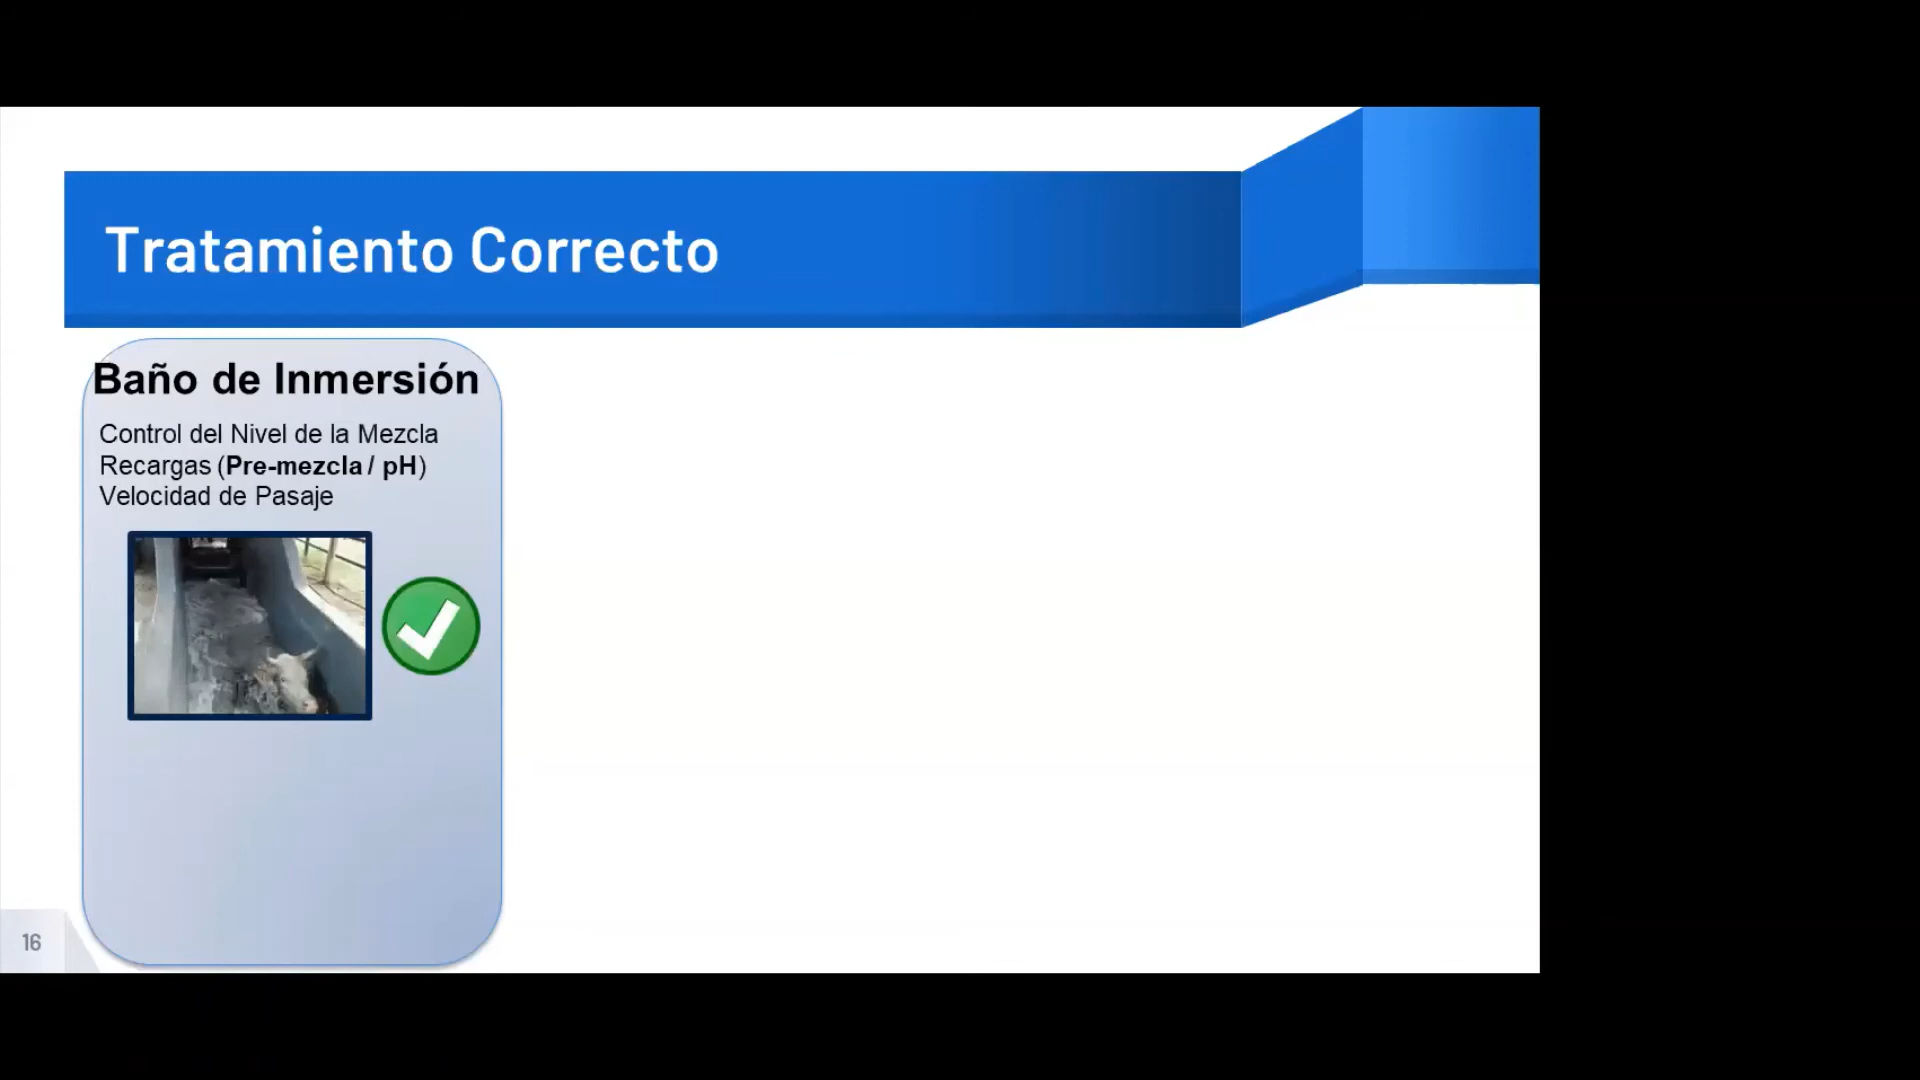 Tratamiento Correcto
Baño de Inmersión
Control del Nivel de la Mezcla
Recargas (Pre-mezcla / pH)
Velocidad de Pasaje
16